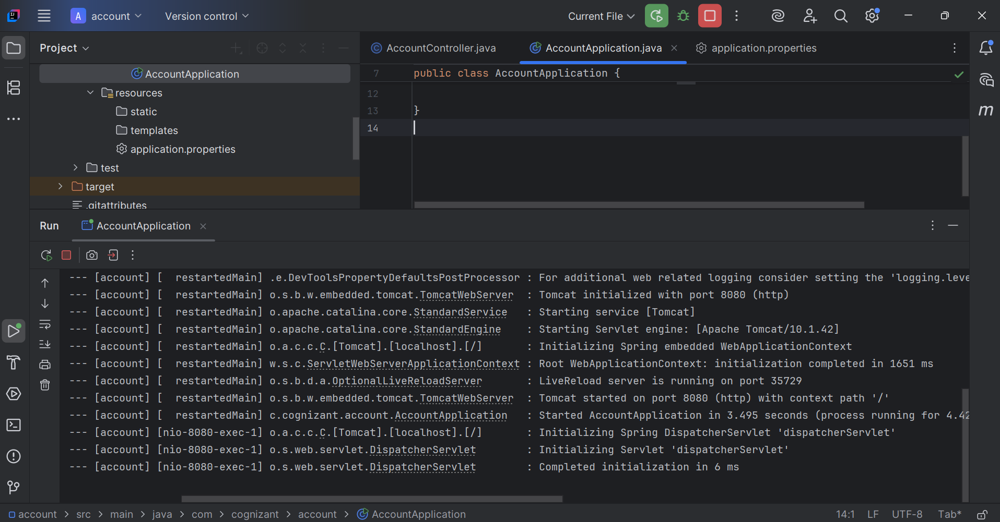 A account Version control Current File
Project
AccountController.java AccountApplication.java application.properties
AccountApplication
resources
static
templates
application.properties
test
target
.gitattributes
7 public class AccountApplication {
12
13 }
14
m
Run AccountApplication
--- [account] [  restartedMain] .e.DevToolsPropertyDefaultsPostProcessor : For additional web related logging consider setting the 'logging.leve
--- [account] [  restartedMain] o.s.b.w.embedded.tomcat.TomcatWebServer  : Tomcat initialized with port 8080 (http)
--- [account] [  restartedMain] o.apache.catalina.core.StandardService   : Starting service [Tomcat]
--- [account] [  restartedMain] o.apache.catalina.core.StandardEngine    : Starting Servlet engine: [Apache Tomcat/10.1.42]
--- [account] [  restartedMain] o.a.c.c.C.[Tomcat].[localhost].[/]       : Initializing Spring embedded WebApplicationContext
--- [account] [  restartedMain] w.s.c.ServletWebServerApplicationContext : Root WebApplicationContext: initialization completed in 1651 ms
--- [account] [  restartedMain] o.s.b.d.a.OptionalLiveReloadServer       : LiveReload server is running on port 35729
--- [account] [  restartedMain] o.s.b.w.embedded.tomcat.TomcatWebServer  : Tomcat started on port 8080 (http) with context path '/'
--- [account] [  restartedMain] c.cognizant.account.AccountApplication   : Started AccountApplication in 3.495 seconds (process running for 4.42
--- [account] [nio-8080-exec-1] o.a.c.c.C.[Tomcat].[localhost].[/]       : Initializing Spring DispatcherServlet 'dispatcherServlet'
--- [account] [nio-8080-exec-1] o.s.web.servlet.DispatcherServlet        : Initializing Servlet 'dispatcherServlet'
--- [account] [nio-8080-exec-1] o.s.web.servlet.DispatcherServlet        : Completed initialization in 6 ms
account > src > main > java > com > cognizant > account > AccountApplication 14:1 LF UTF-8 Tab*